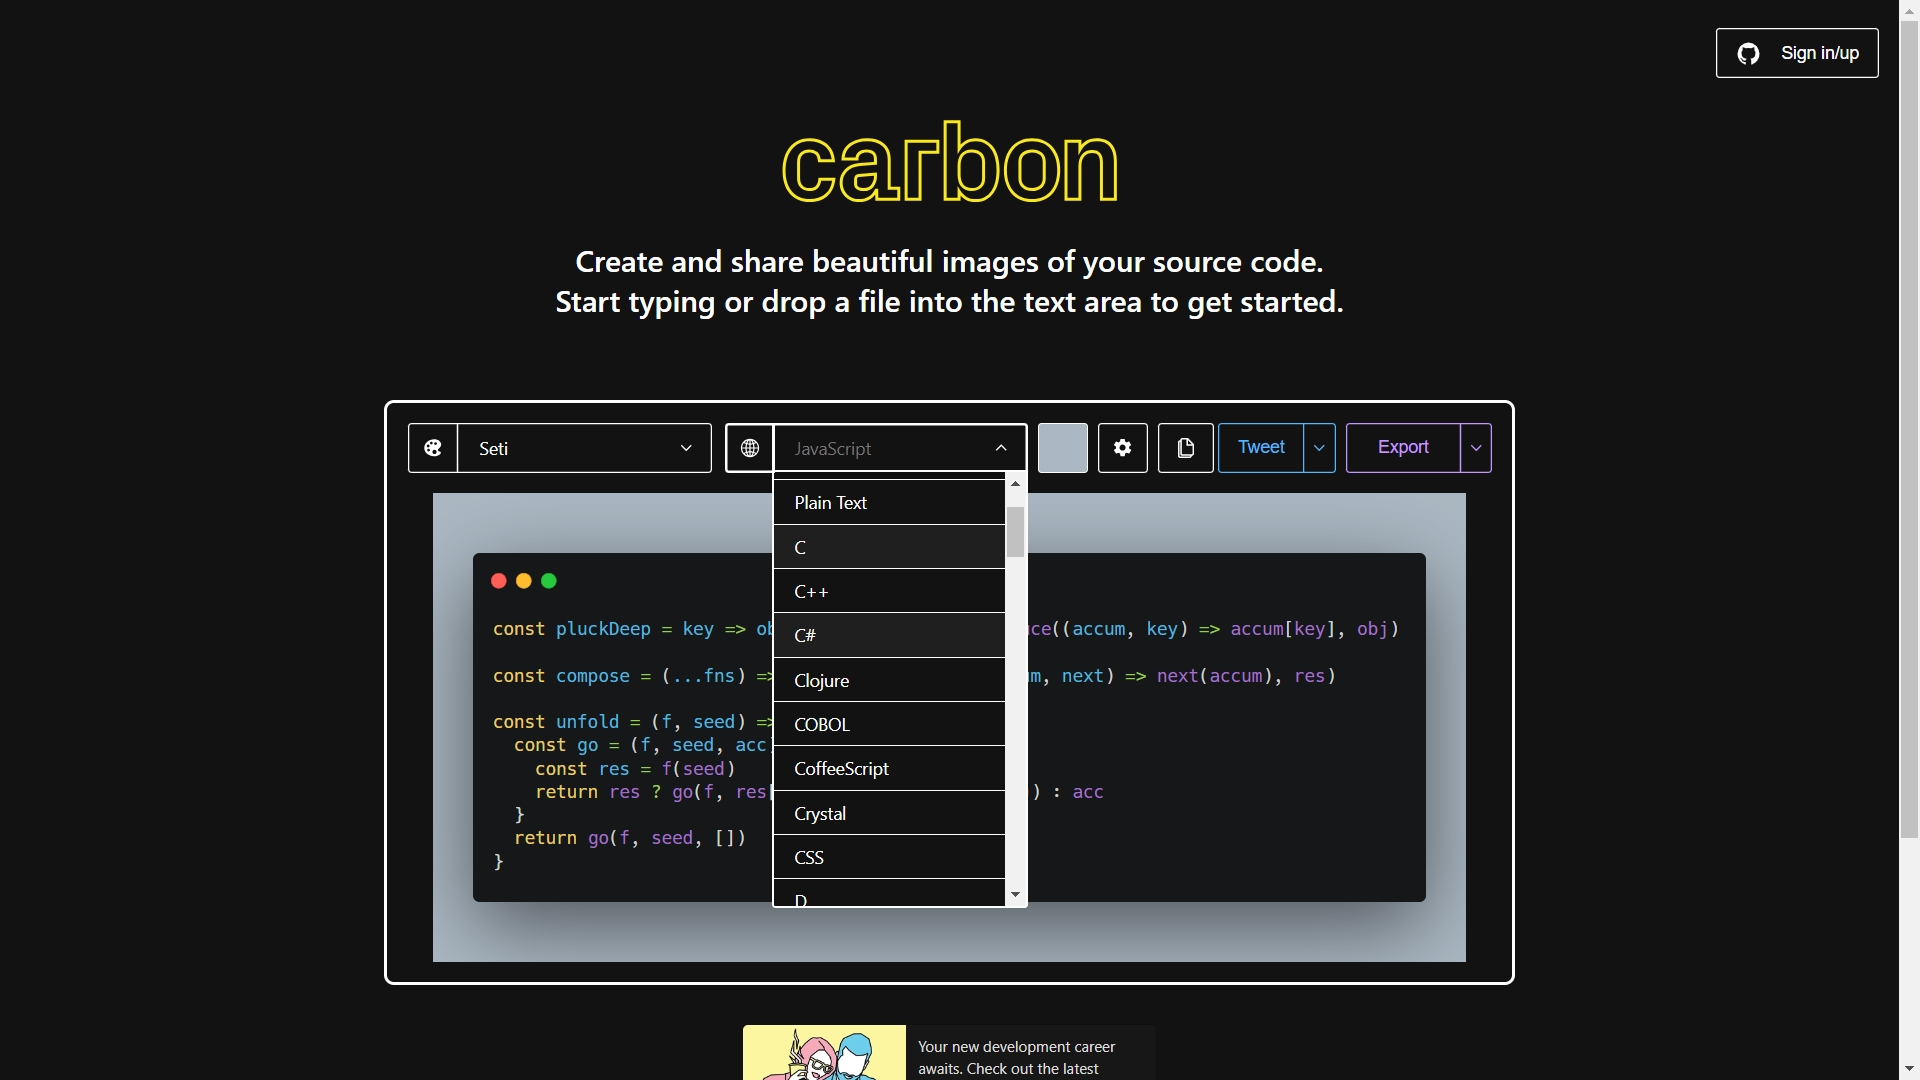 Sign in/up
carbon
Create and share beautiful images of your source code.
Start typing or drop a file into the text area to get started.
Seti
JavaScript
Tweet
Export
Plain Text
C
C++
C#
Clojure
COBOL
CoffeeScript
Crystal
CSS
D
const pluckDeep = key => ob ce((accum, key) => accum[key], obj)
const compose = (...fns) => m, next) => next(accum), res)
const unfold = (f, seed) =>
const go = (f, seed, acc
const res = f(seed)
return res ? go(f, res[ ) : acc
}
return go(f, seed, [])
}
Your new development career
awaits. Check out the latest